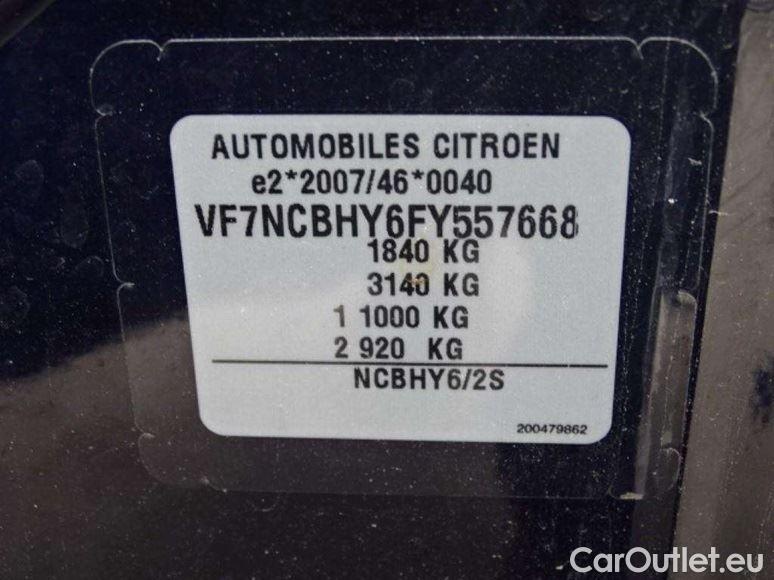 AUTOMOBILES CITROEN
e2*2007/46*0040
VF7NCBHY6FY557668
1840 KG
3140 KG
1 1000 KG
2 920 KG
NCBHY6/2S
200479862
CarOutlet.eu